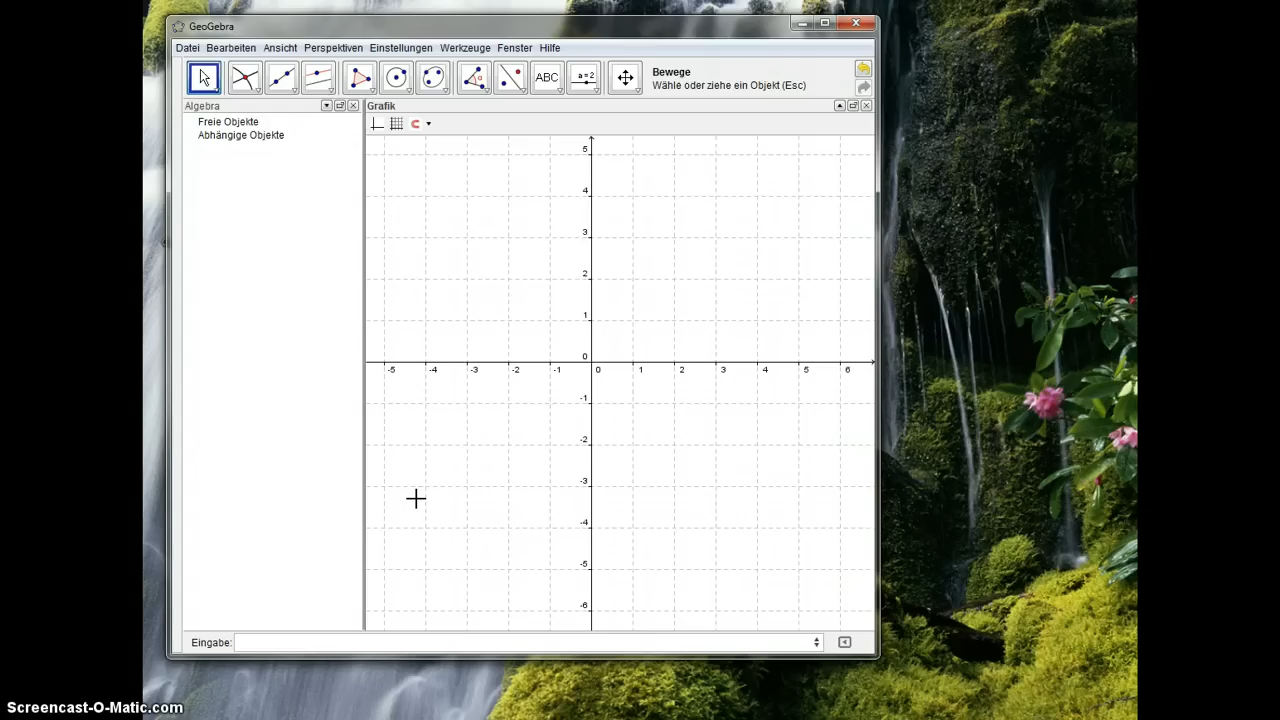 GeoGebra
Datei Bearbeiten Ansicht Perspektiven Einstellungen Werkzeuge Fenster Hilfe
ABC a=2
Bewege
Wähle oder ziehe ein Objekt (Esc)
Algebra
Grafik
Freie Objekte
Abhängige Objekte
5
4
3
2
1
0
-5 -4 -3 -2 -1 0 1 2 3 4 5 6
-1
-2
-3
-4
-5
-6
Eingabe:
Screencast-O-Matic.com